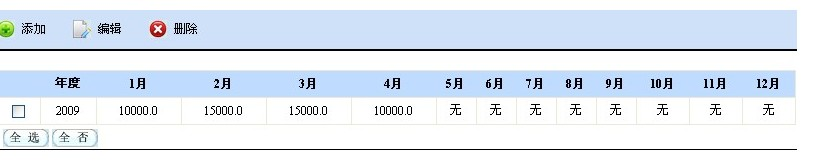 添加 编辑 删除
年度 1月 2月 3月 4月 5月 6月 7月 8月 9月 10月 11月 12月
2009 10000.0 15000.0 15000.0 10000.0 无 无 无 无 无 无 无 无
全 选 全 否